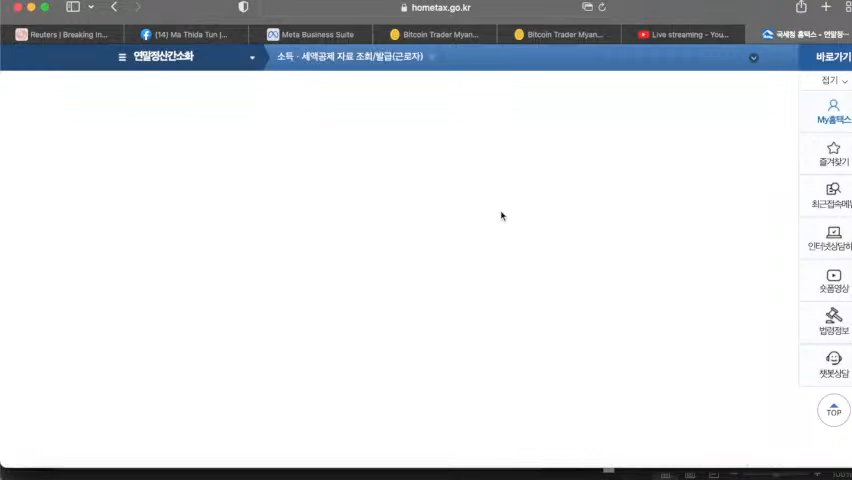 hometax.go.kr
Reuters | Breaking In...
(14) Ma Thida Tun |...
Meta Business Suite
Bitcoin Trader Myan...
Bitcoin Trader Myan...
Live streaming - You...
국세청 홈택스 - 연말정...
연말정산간소화
소득 · 세액공제 자료 조회/발급(근로자)
바로가기
접기
My홈택스
즐겨찾기
최근접속메뉴
인터넷상담하
숏폼영상
법령정보
챗봇상담
TOP